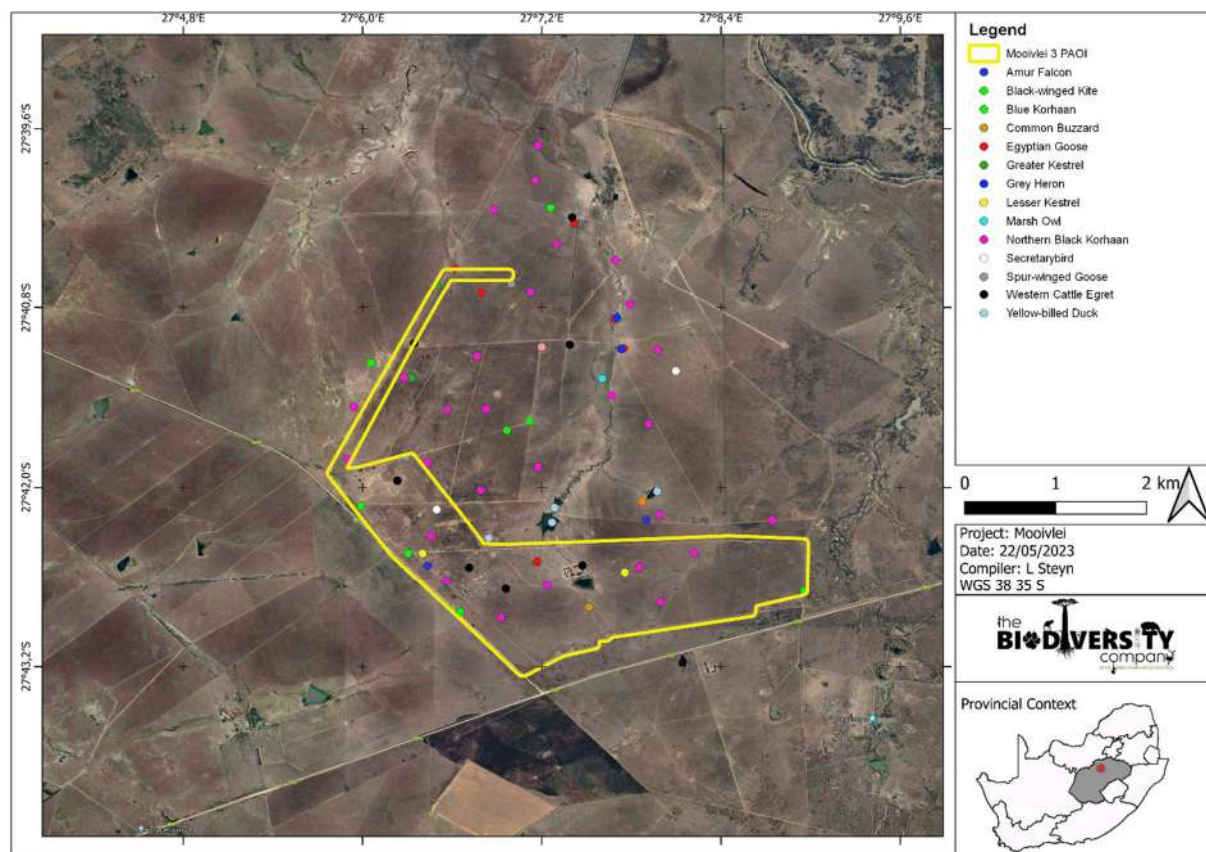 27°4,8'E
27°6,0'E
27°7,2'E
27°8,4'E
27°9,6'E
27°39,6'S
27°40,8'S
27°42,0'S
27°43,2'S
Legend
Mooivlei 3 PAOI
Amur Falcon
Black-winged Kite
Blue Korhaan
Common Buzzard
Egyptian Goose
Greater Kestrel
Grey Heron
Lesser Kestrel
Marsh Owl
Northern Black Korhaan
Secretarybird
Spur-winged Goose
Western Cattle Egret
Yellow-billed Duck
0 1 2 km
Project: Mooivlei
Date: 22/05/2023
Compiler: L Steyn
WGS 38 35 S
the
BIODIVERSITY
company
Provincial Context